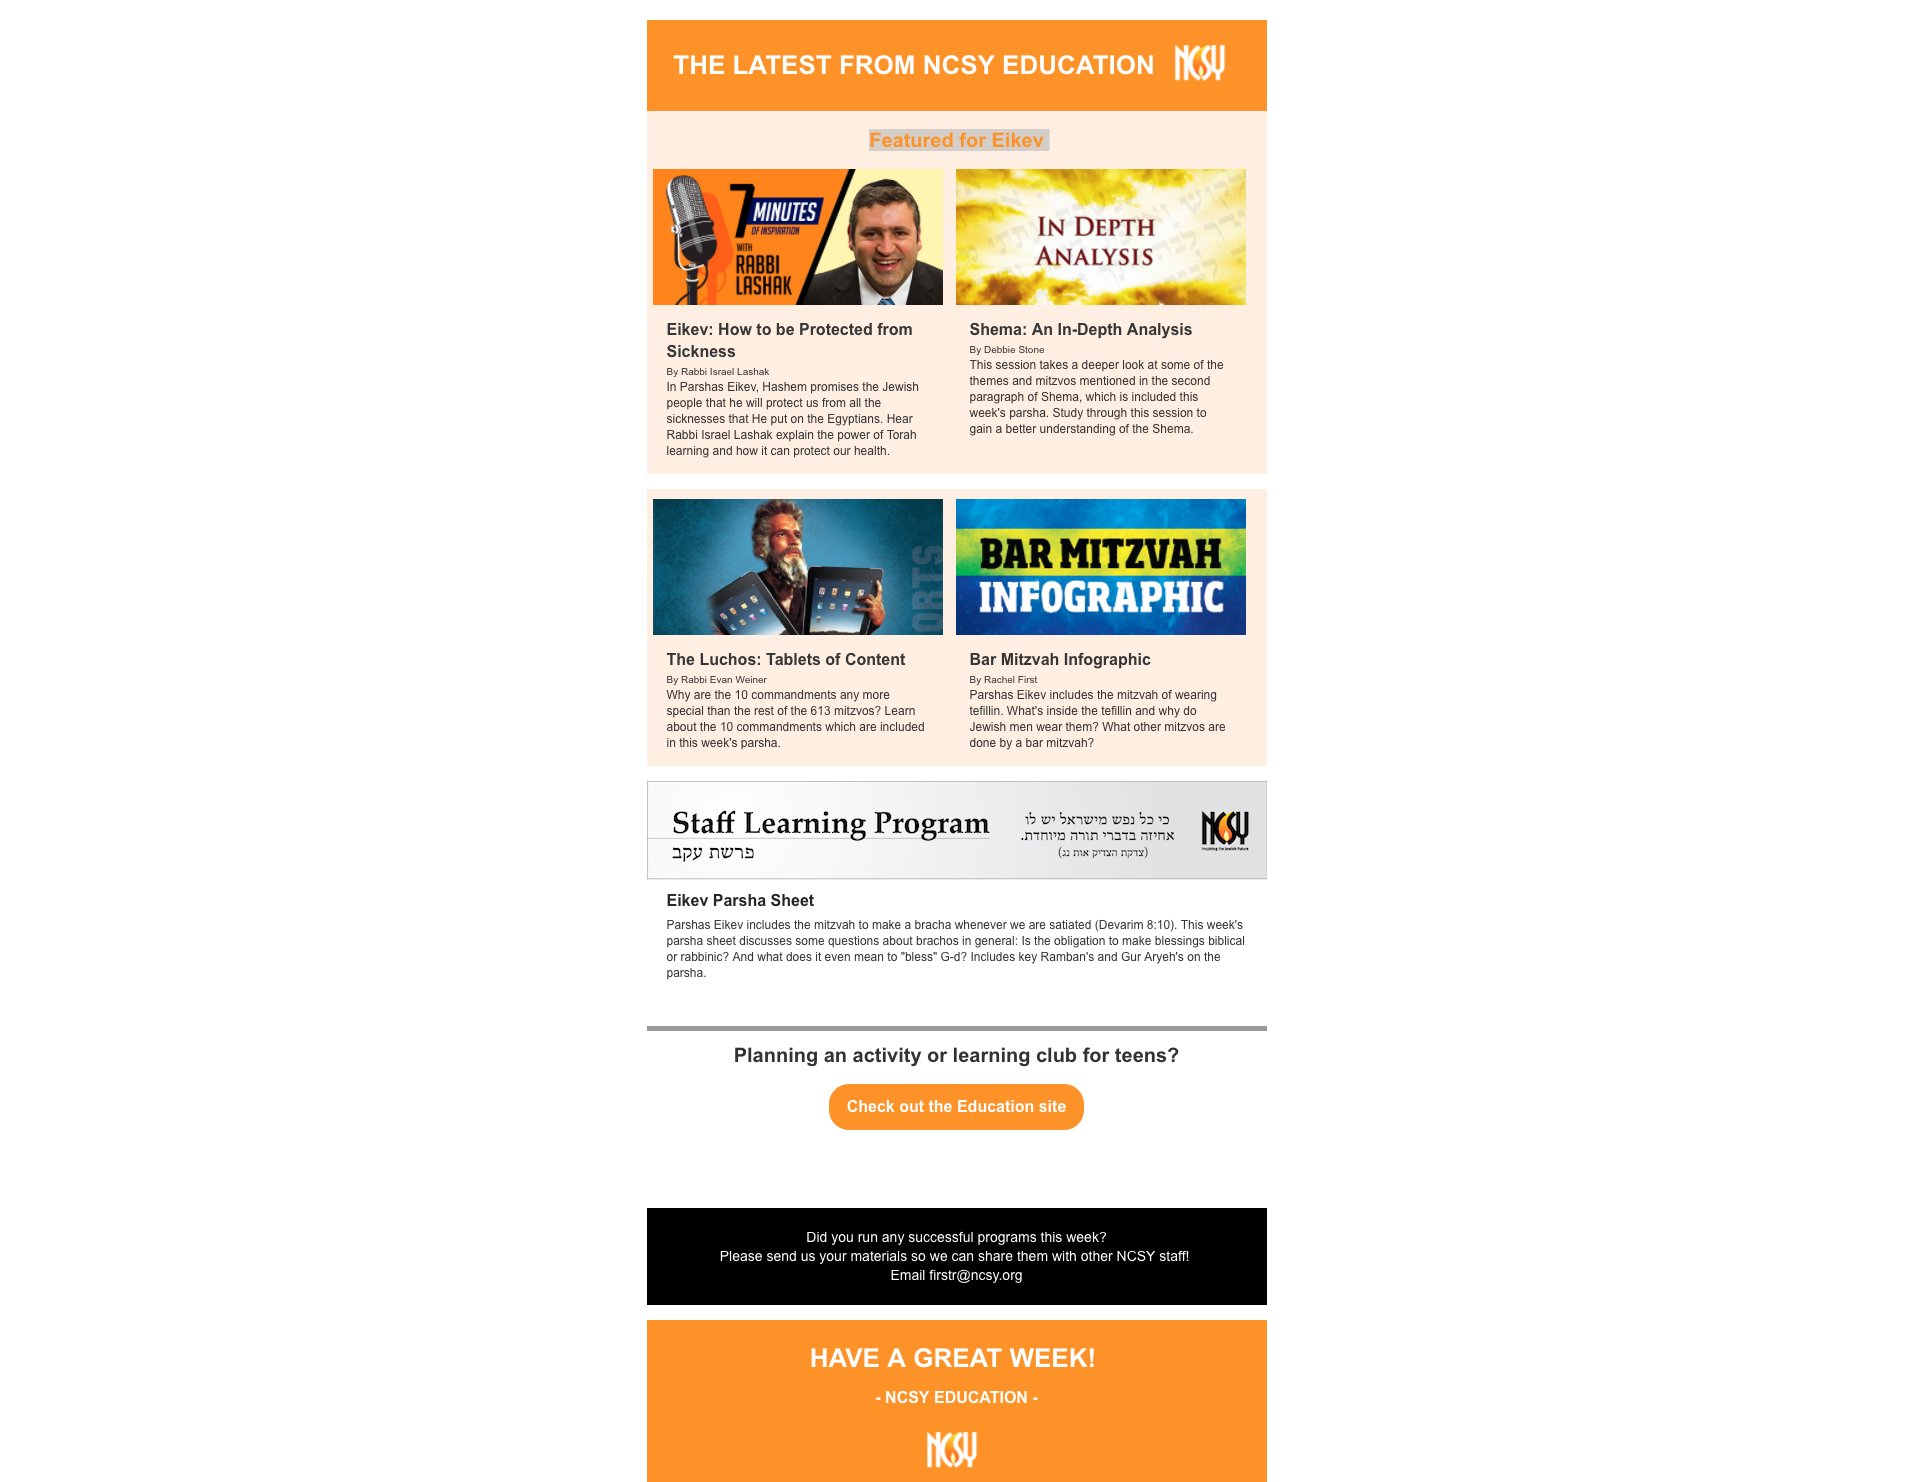 THE LATEST FROM NCSY EDUCATION NCSY
Featured for Eikev
7 MINUTES
OF INSPIRATION
WITH
RABBI
LASHAK
Eikev: How to be Protected from
Sickness
By Rabbi Israel Lashak
In Parshas Eikev, Hashem promises the Jewish
people that he will protect us from all the
sicknesses that He put on the Egyptians. Hear
Rabbi Israel Lashak explain the power of Torah
learning and how it can protect our health.
IN DEPTH
ANALYSIS
Shema: An In-Depth Analysis
By Debbie Stone
This session takes a deeper look at some of the
themes and mitzvos mentioned in the second
paragraph of Shema, which is included this
week's parsha. Study through this session to
gain a better understanding of the Shema.
ORTS
The Luchos: Tablets of Content
By Rabbi Evan Weiner
Why are the 10 commandments any more
special than the rest of the 613 mitzvos? Learn
about the 10 commandments which are included
in this week's parsha.
BAR MITZVAH
INFOGRAPHIC
Bar Mitzvah Infographic
By Rachel First
Parshas Eikev includes the mitzvah of wearing
tefillin. What's inside the tefillin and why do
Jewish men wear them? What other mitzvos are
done by a bar mitzvah?
Staff Learning Program
פרשת עקב
כי כל נפש מישראל יש לו
אחיזה בדברי תורה מיוחדת.
(צדקת הצדיק אות נג)
NCSY
Inspiring the Jewish Future
Eikev Parsha Sheet
Parshas Eikev includes the mitzvah to make a bracha whenever we are satiated (Devarim 8:10). This week's
parsha sheet discusses some questions about brachos in general: Is the obligation to make blessings biblical
or rabbinic? And what does it even mean to "bless" G-d? Includes key Ramban's and Gur Aryeh's on the
parsha.
Planning an activity or learning club for teens?
Check out the Education site
Did you run any successful programs this week?
Please send us your materials so we can share them with other NCSY staff!
Email firstr@ncsy.org
HAVE A GREAT WEEK!
- NCSY EDUCATION -
NCSY